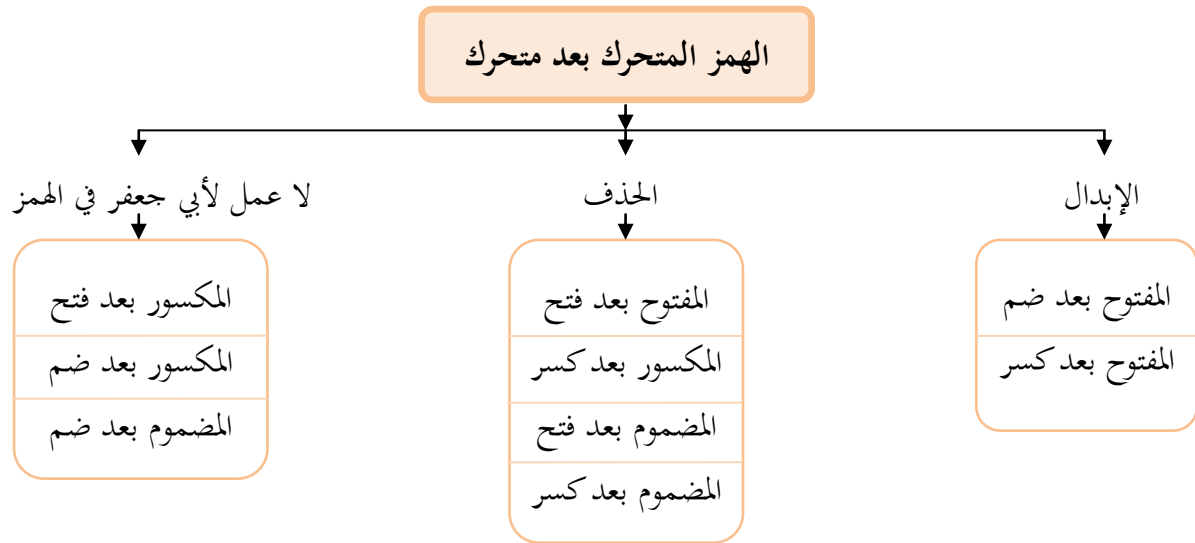 الهمز المتحرك بعد متحرك
الإبدال
المفتوح بعد ضم
المفتوح بعد كسر
الحذف
المفتوح بعد فتح
المكسور بعد كسر
المضموم بعد فتح
المضموم بعد كسر
لا عمل لأبي جعفر في الهمز
المكسور بعد فتح
المكسور بعد ضم
المضموم بعد ضم